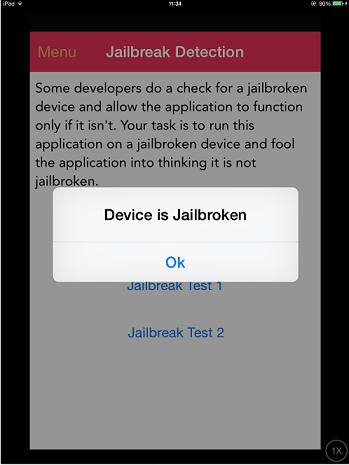 iPad 11:34 90%
Menu Jailbreak Detection
Some developers do a check for a jailbroken
device and allow the application to function
only if it isn't. Your task is to run this
application on a jailbroken device and fool
the application into thinking it is not
jailbroken.
Device is Jailbroken
Ok
Jailbreak Test 1
Jailbreak Test 2
1X